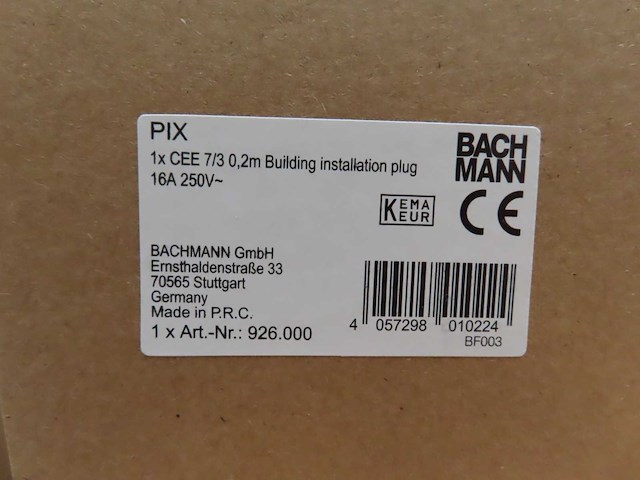 PIX
1x CEE 7/3 0,2m Building installation plug
16A 250V~
BACH
MANN
KEMA
KEUR
CE
BACHMANN GmbH
Ernsthaldenstraße 33
70565 Stuttgart
Germany
Made in P.R.C.
1 x Art.-Nr.: 926.000
4 057298 010224
BF003